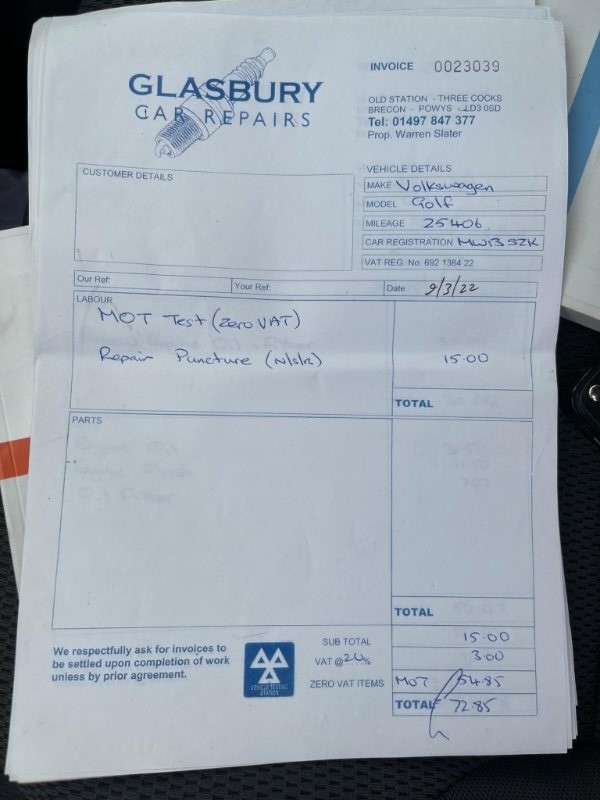 GLASBURY
CAR REPAIRS
INVOICE 0023039
OLD STATION - THREE COCKS
BRECON - POWYS - LD3 0SD
Tel: 01497 847 377
Prop. Warren Slater
CUSTOMER DETAILS
VEHICLE DETAILS
MAKE Volkswagen
MODEL Golf
MILEAGE 25406
CAR REGISTRATION MW13 SZK
VAT REG. No. 692 1364 22
Our Ref: Your Ref: Date 9/3/22
LABOUR
MOT Test (Zero VAT)
Repair Puncture (N/S/R) 15.00
TOTAL
PARTS
TOTAL
We respectfully ask for invoices to
be settled upon completion of work
unless by prior agreement.
VEHICLE TESTING
STATION
SUB TOTAL 15.00
VAT @ 20% 3.00
ZERO VAT ITEMS MOT 54.85
TOTAL 72.85